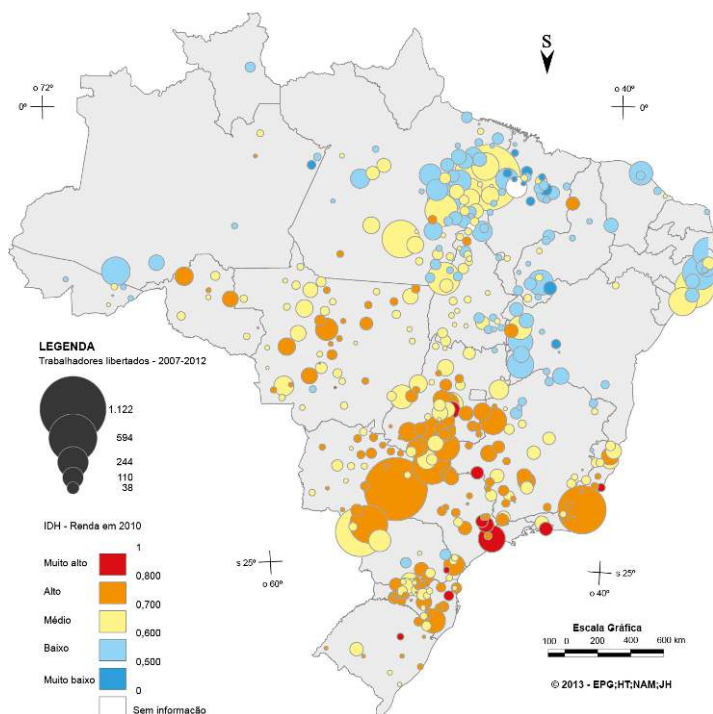 S
o 72º
0º
o 40º
0º
LEGENDA
Trabalhadores libertados - 2007-2012
1.122
594
244
110
38
IDH - Renda em 2010
1
Muito alto
0,800
Alto
0,700
Médio
0,600
Baixo
0,500
Muito baixo
0
Sem informação
s 25º
o 60º
s 25º
o 40º
Escala Gráfica
100 0 200 400 600 km
© 2013 - EPG;HT;NAM;JH